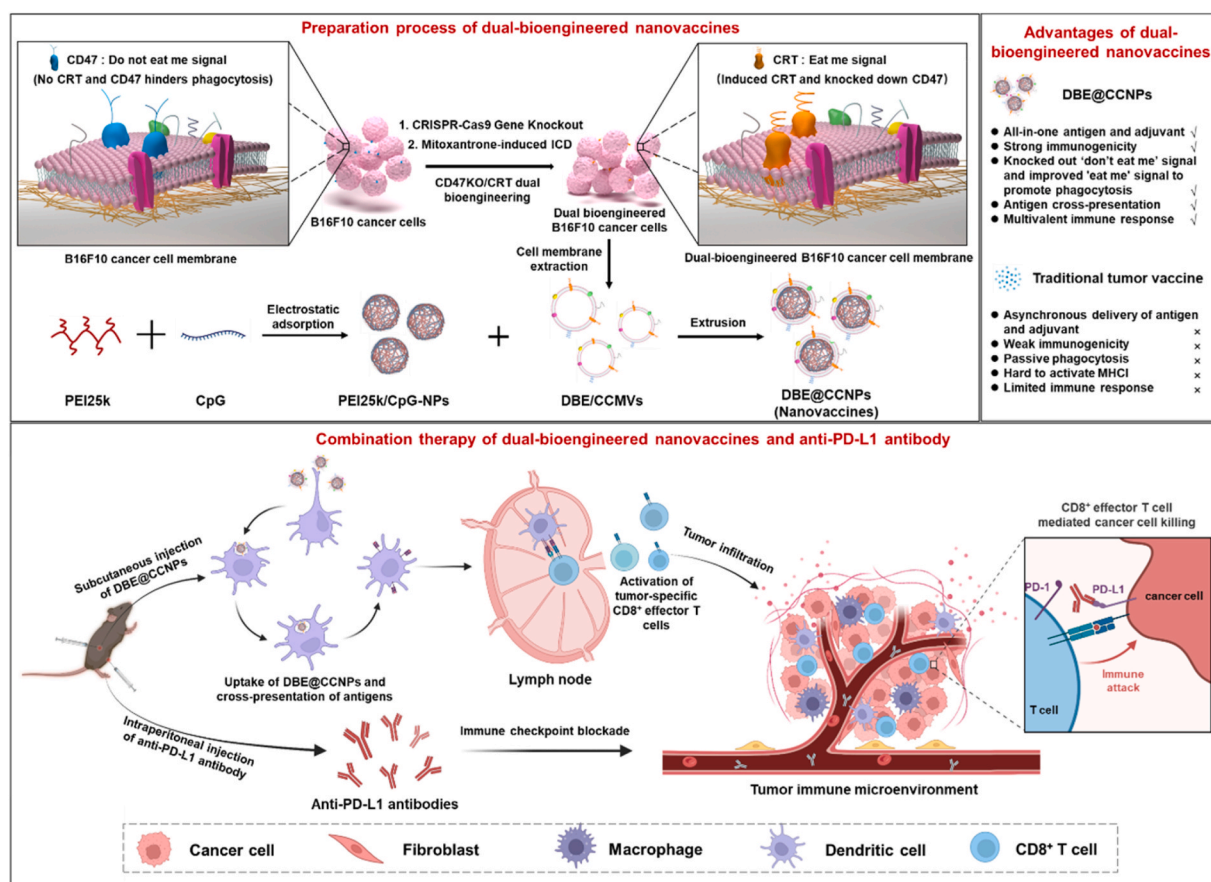 Preparation process of dual-bioengineered nanovaccines
CD47 : Do not eat me signal
(No CRT and CD47 hinders phagocytosis)
B16F10 cancer cell membrane
1. CRISPR-Cas9 Gene Knockout
2. Mitoxantrone-induced ICD
CD47KO/CRT dual
bioengineering
B16F10 cancer cells
Dual bioengineered
B16F10 cancer cells
CRT : Eat me signal
(Induced CRT and knocked down CD47)
Dual-bioengineered B16F10 cancer cell membrane
Cell membrane
extraction
Electrostatic
adsorption
Extrusion
PEI25k
CpG
PEI25k/CpG-NPs
DBE/CCMVs
DBE@CCNPs
(Nanovaccines)
Advantages of dual-
bioengineered nanovaccines
DBE@CCNPs
● All-in-one antigen and adjuvant √
● Strong immunogenicity √
● Knocked out ‘don’t eat me’ signal
and improved 'eat me' signal to
promote phagocytosis √
● Antigen cross-presentation √
● Multivalent immune response √
Traditional tumor vaccine
● Asynchronous delivery of antigen
and adjuvant ×
● Weak immunogenicity ×
● Passive phagocytosis ×
● Hard to activate MHCI ×
● Limited immune response ×
Combination therapy of dual-bioengineered nanovaccines and anti-PD-L1 antibody
Subcutaneous injection
of DBE@CCNPs
Uptake of DBE@CCNPs and
cross-presentation of antigens
Lymph node
Activation of
tumor-specific
CD8⁺ effector T
cells
Tumor infiltration
Intraperitoneal injection
of anti-PD-L1 antibody
Anti-PD-L1 antibodies
Immune checkpoint blockade
Tumor immune microenvironment
CD8⁺ effector T cell
mediated cancer cell killing
PD-1
PD-L1
cancer cell
Immune
attack
T cell
Cancer cell
Fibroblast
Macrophage
Dendritic cell
CD8⁺ T cell